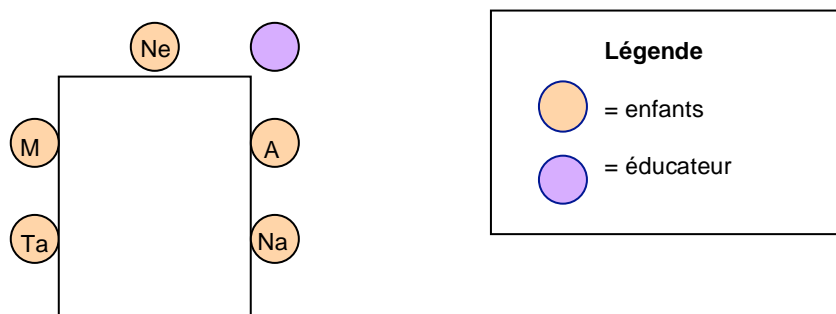 Ne
M
A
Ta
Na
Légende
= enfants
= éducateur